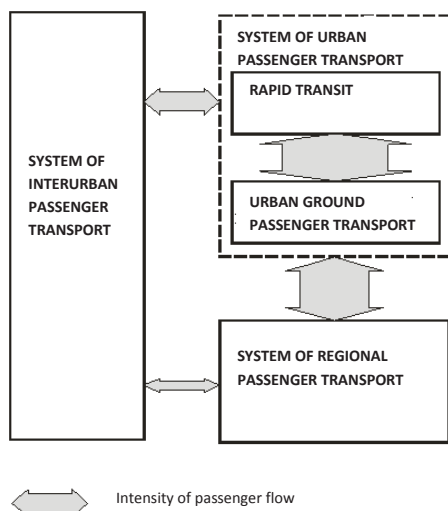 SYSTEM OF URBAN
PASSENGER TRANSPORT
RAPID TRANSIT
SYSTEM OF
INTERURBAN
PASSENGER
TRANSPORT
URBAN GROUND
PASSENGER TRANSPORT
SYSTEM OF REGIONAL
PASSENGER TRANSPORT
Intensity of passenger flow